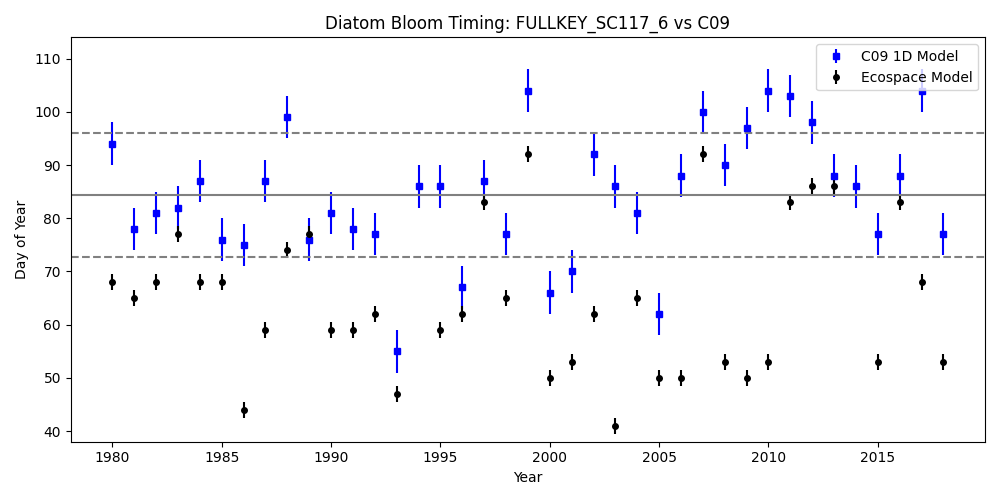 Diatom Bloom Timing: FULLKEY_SC117_6 vs C09
C09 1D Model
Ecospace Model
Day of Year
110
100
90
80
70
60
50
40
1980 1985 1990 1995 2000 2005 2010 2015
Year